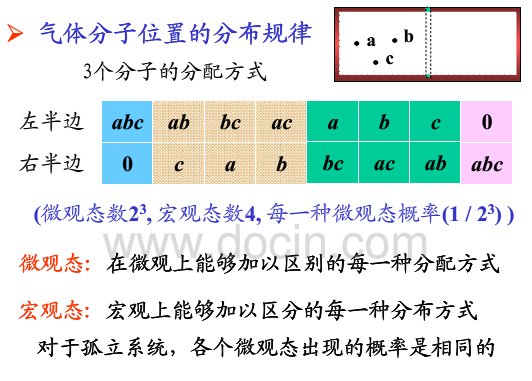 ➢ 气体分子位置的分布规律
a b
c
3个分子的分配方式
左半边 abc ab bc ac a b c 0
右半边 0 c a b bc ac ab abc
(微观态数2³, 宏观态数4, 每一种微观态概率(1 / 2³) )
www.docin.com
微观态: 在微观上能够加以区别的每一种分配方式
宏观态: 宏观上能够加以区分的每一种分布方式
对于孤立系统，各个微观态出现的概率是相同的